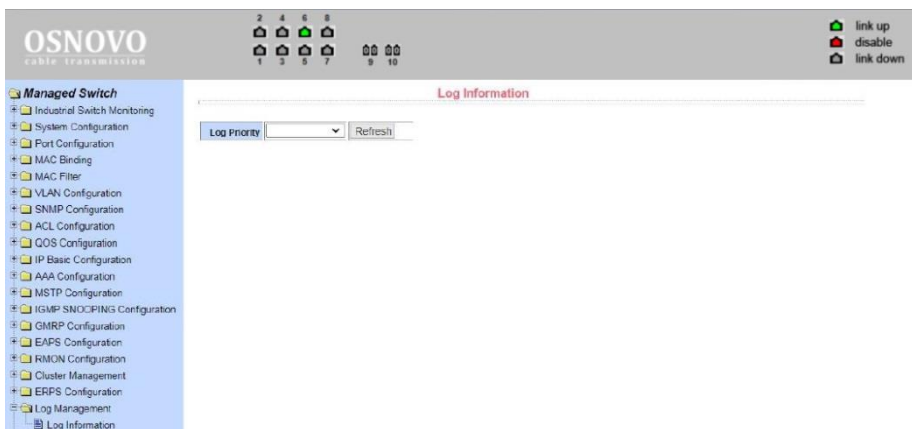 OSNOVO
cable transmission
2 4 6 8
1 3 5 7 9 10
link up
disable
link down
Managed Switch
Industrial Switch Monitoring
System Configuration
Port Configuration
MAC Binding
MAC Filter
VLAN Configuration
SNMP Configuration
ACL Configuration
QOS Configuration
IP Basic Configuration
AAA Configuration
MSTP Configuration
IGMP SNOOPING Configuration
GMRP Configuration
EAPS Configuration
RMON Configuration
Cluster Management
ERPS Configuration
Log Management
Log Information
Log Information
Log Priority Refresh